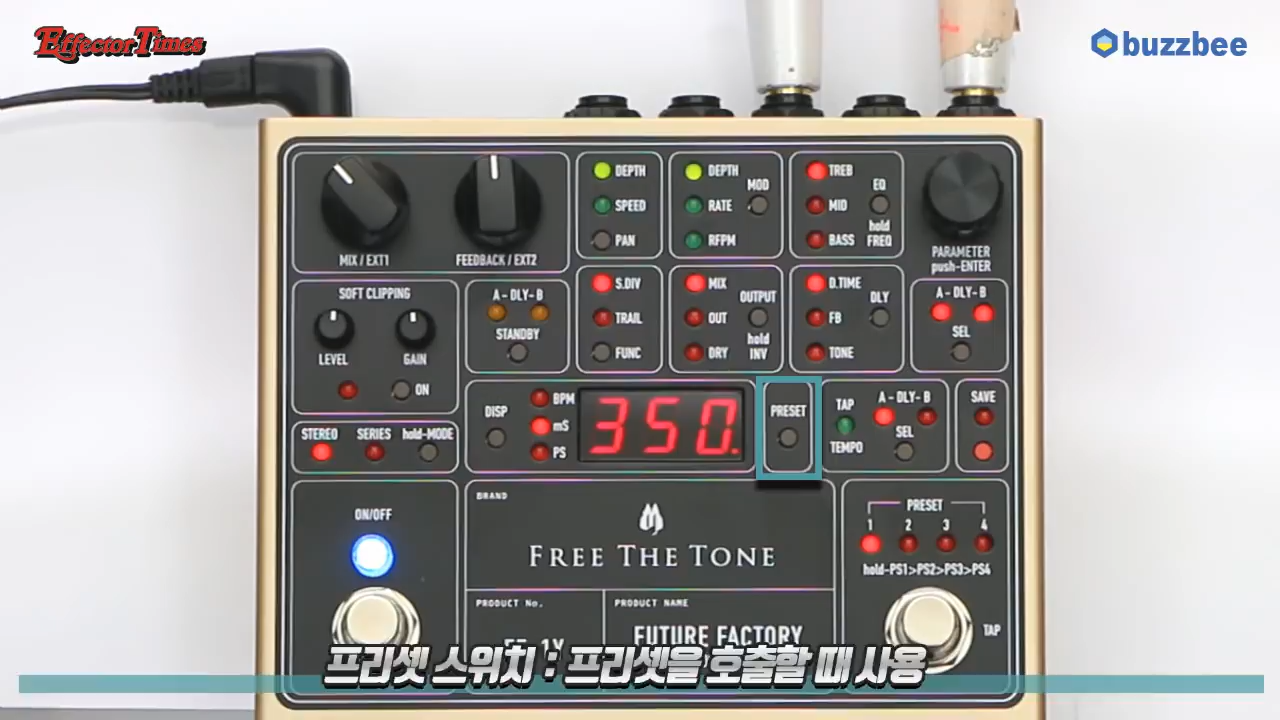 Effector Times
buzzbee
DEPTH
SPEED
PAN
DEPTH
RATE
RFPM
MOD
TREB
MID
BASS
EQ
hold
FREQ
MIX / EXT1
FEEDBACK / EXT2
PARAMETER
push-ENTER
SOFT CLIPPING
LEVEL
GAIN
ON
A - DLY - B
STANDBY
S.DIV
TRAIL
FUNC
MIX
OUT
DRY
OUTPUT
hold
INV
D.TIME
FB
TONE
DLY
A - DLY - B
SEL
STEREO
SERIES
hold-MODE
DISP
BPM
mS
PS
350.
PRESET
TAP
TEMPO
A - DLY - B
SEL
SAVE
ON/OFF
BRAND
FREE THE TONE
PRODUCT No.
PRODUCT NAME
FUTURE FACTORY
PRESET
1 2 3 4
hold-PS1>PS2>PS3>PS4
TAP
프리셋 스위치 : 프리셋을 호출할 때 사용